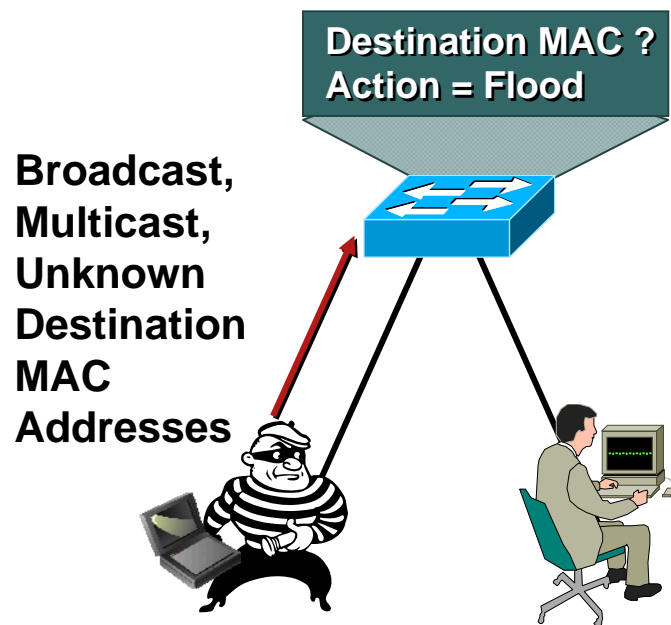 Destination MAC ?
Action = Flood
Broadcast,
Multicast,
Unknown
Destination
MAC
Addresses